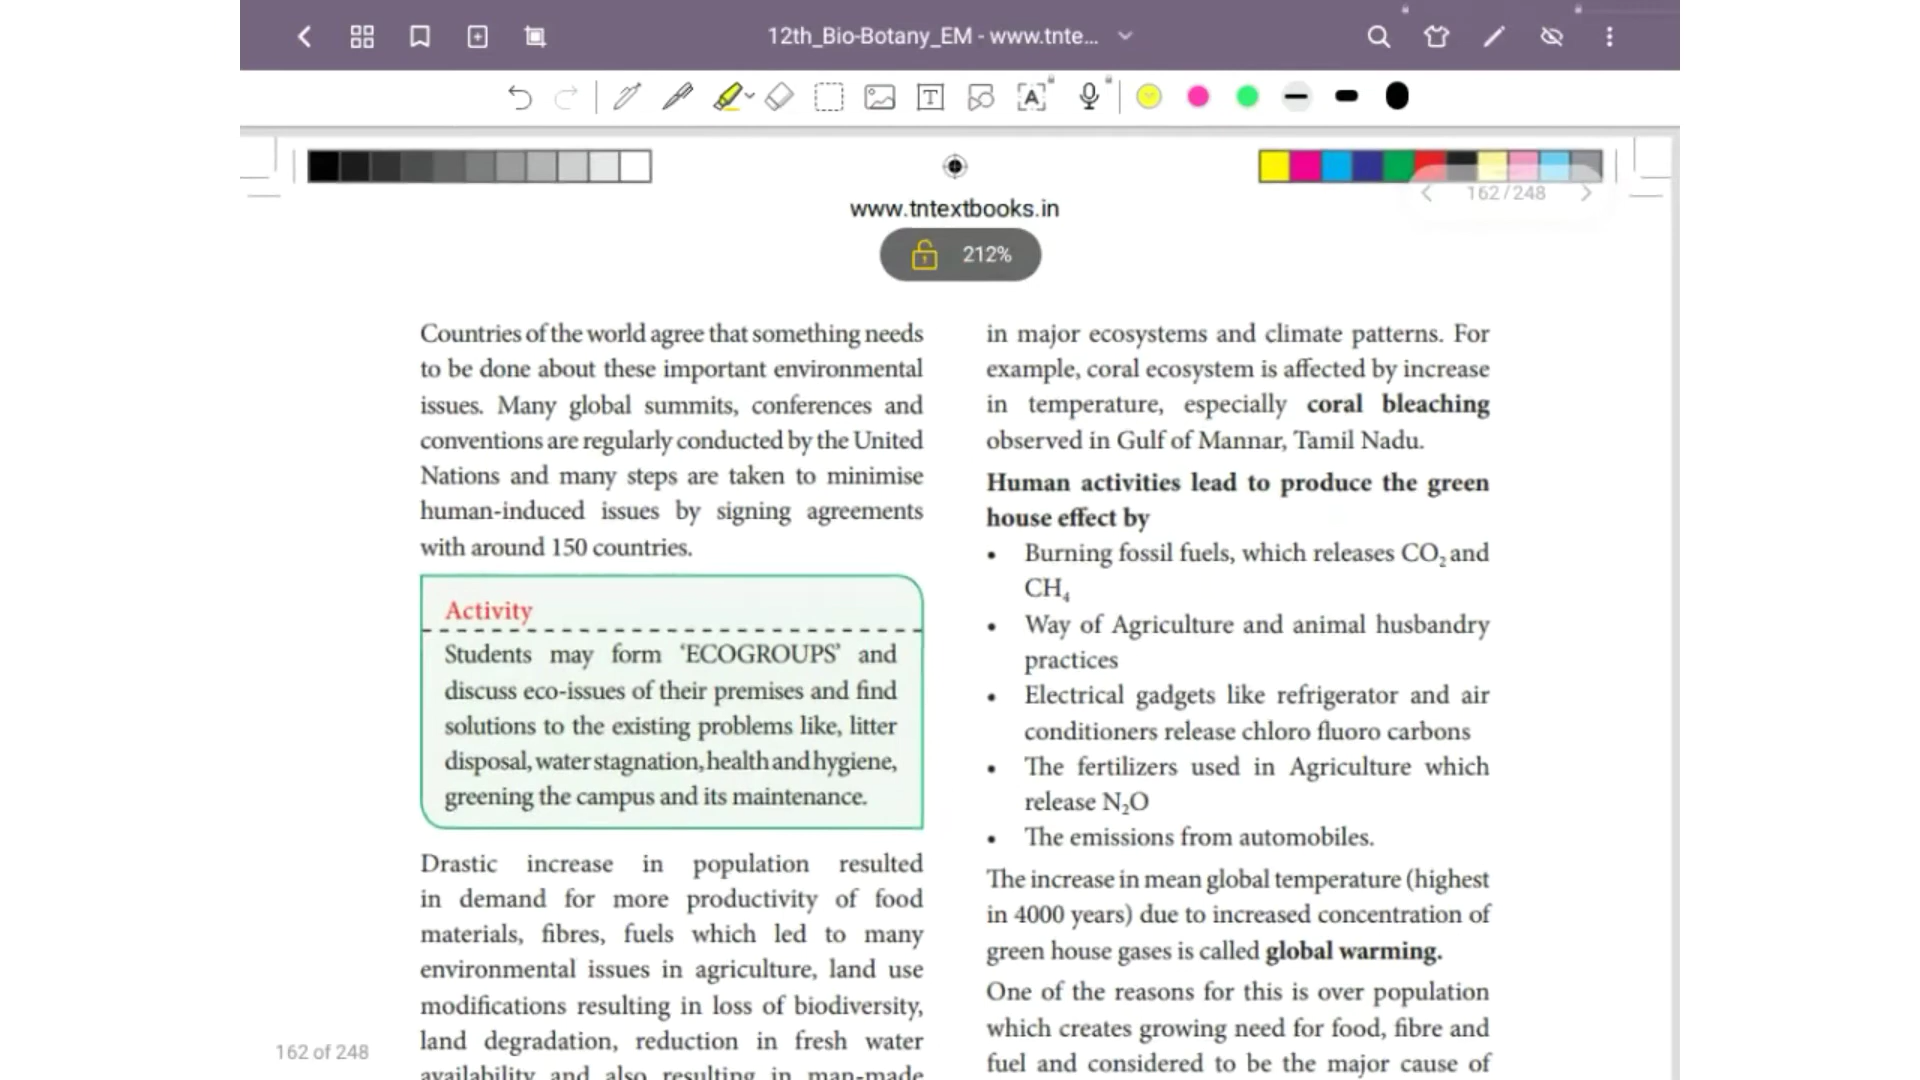 12th_Bio-Botany_EM - www.tnte...
162/248
www.tntextbooks.in
212%
Countries of the world agree that something needs
to be done about these important environmental
issues. Many global summits, conferences and
conventions are regularly conducted by the United
Nations and many steps are taken to minimise
human-induced issues by signing agreements
with around 150 countries.
Activity
Students may form ‘ECOGROUPS’ and
discuss eco-issues of their premises and find
solutions to the existing problems like, litter
disposal, water stagnation, health and hygiene,
greening the campus and its maintenance.
Drastic increase in population resulted
in demand for more productivity of food
materials, fibres, fuels which led to many
environmental issues in agriculture, land use
modifications resulting in loss of biodiversity,
land degradation, reduction in fresh water
availability and also resulting in man-made
in major ecosystems and climate patterns. For
example, coral ecosystem is affected by increase
in temperature, especially coral bleaching
observed in Gulf of Mannar, Tamil Nadu.
Human activities lead to produce the green
house effect by
• Burning fossil fuels, which releases CO₂ and
CH₄
• Way of Agriculture and animal husbandry
practices
• Electrical gadgets like refrigerator and air
conditioners release chloro fluoro carbons
• The fertilizers used in Agriculture which
release N₂O
• The emissions from automobiles.
The increase in mean global temperature (highest
in 4000 years) due to increased concentration of
green house gases is called global warming.
One of the reasons for this is over population
which creates growing need for food, fibre and
fuel and considered to be the major cause of
162 of 248